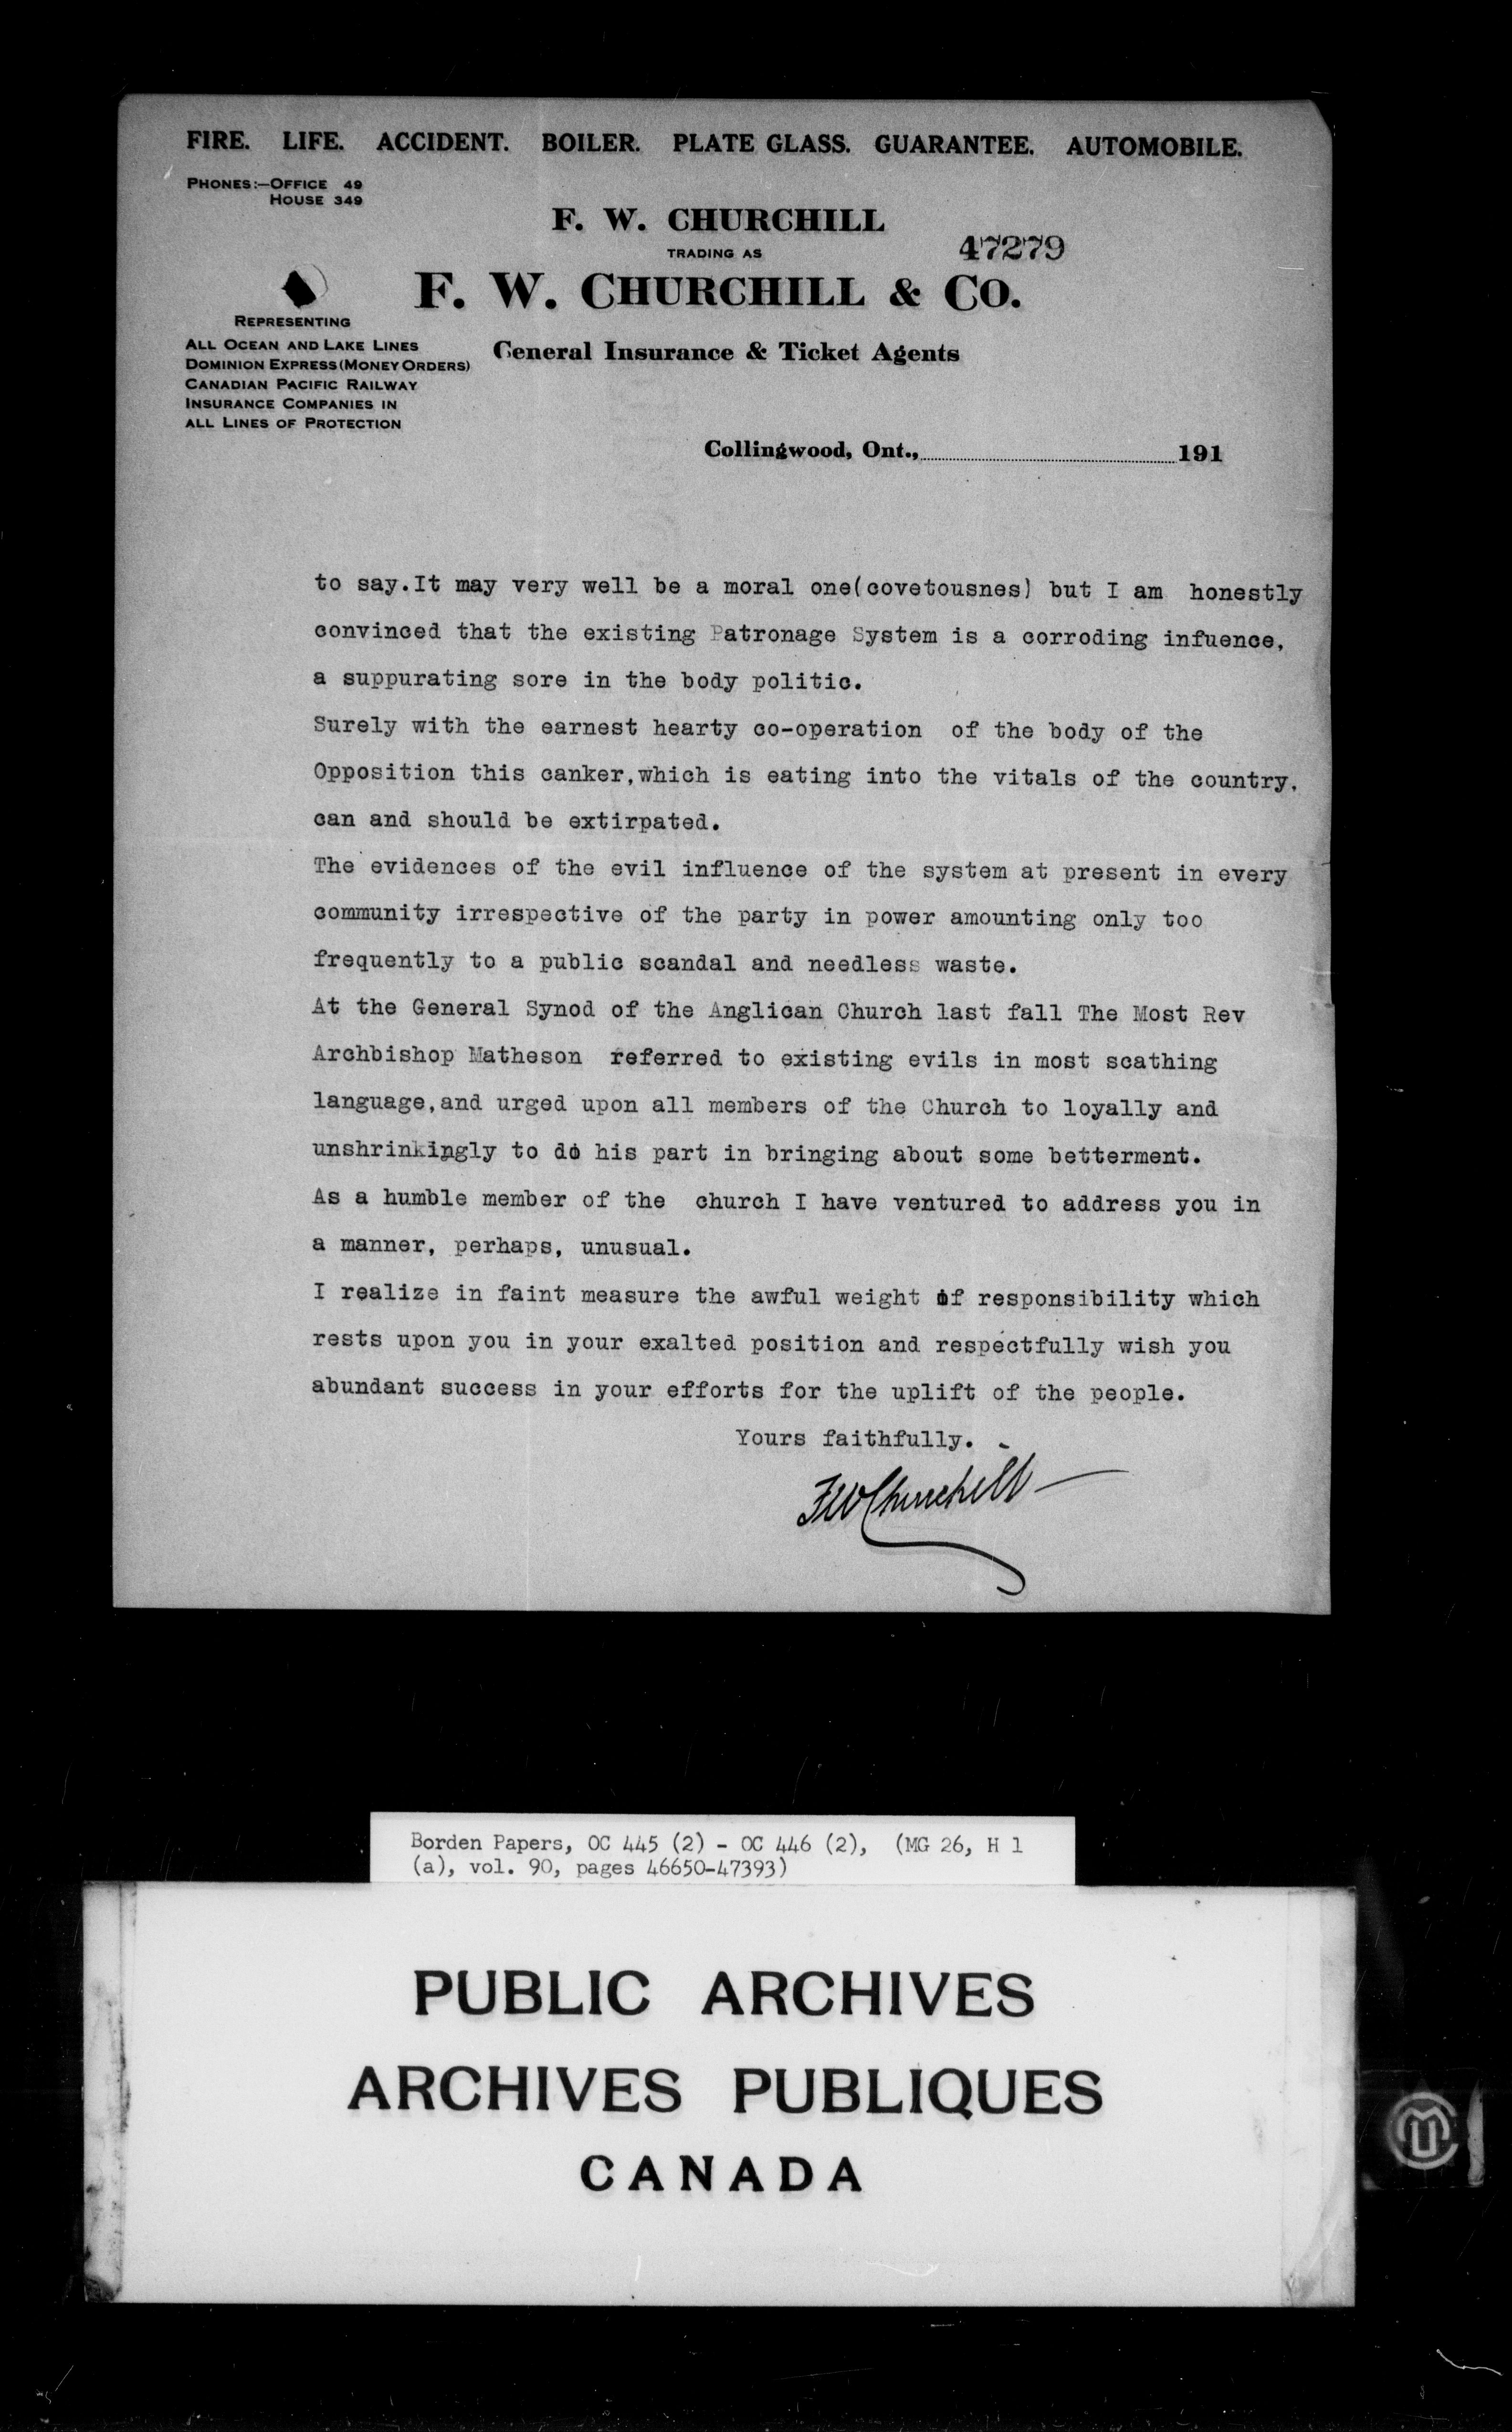 FIRE. LIFE. ACCIDENT. BOILER. PLATE GLASS. GUARANTEE. AUTOMOBILE.
PHONES:—OFFICE 49
HOUSE 349
F. W. CHURCHILL
TRADING AS
47279
F. W. CHURCHILL & CO.
REPRESENTING
ALL OCEAN AND LAKE LINES
DOMINION EXPRESS (MONEY ORDERS)
CANADIAN PACIFIC RAILWAY
INSURANCE COMPANIES IN
ALL LINES OF PROTECTION
General Insurance & Ticket Agents
Collingwood, Ont.,..............................191
to say.It may very well be a moral one(covetousnes) but I am honestly
convinced that the existing Patronage System is a corroding infuence,
a suppurating sore in the body politic.
Surely with the earnest hearty co-operation of the body of the
Opposition this canker,which is eating into the vitals of the country,
can and should be extirpated.
The evidences of the evil influence of the system at present in every
community irrespective of the party in power amounting only too
frequently to a public scandal and needless waste.
At the General Synod of the Anglican Church last fall The Most Rev
Archbishop Matheson referred to existing evils in most scathing
language,and urged upon all members of the Church to loyally and
unshrinkingly to do his part in bringing about some betterment.
As a humble member of the church I have ventured to address you in
a manner, perhaps, unusual.
I realize in faint measure the awful weight of responsibility which
rests upon you in your exalted position and respectfully wish you
abundant success in your efforts for the uplift of the people.
Yours faithfully.
FW Churchill
Borden Papers, OC 445 (2) - OC 446 (2), (MG 26, H 1
(a), vol. 90, pages 46650-47393)
PUBLIC ARCHIVES
ARCHIVES PUBLIQUES
CANADA